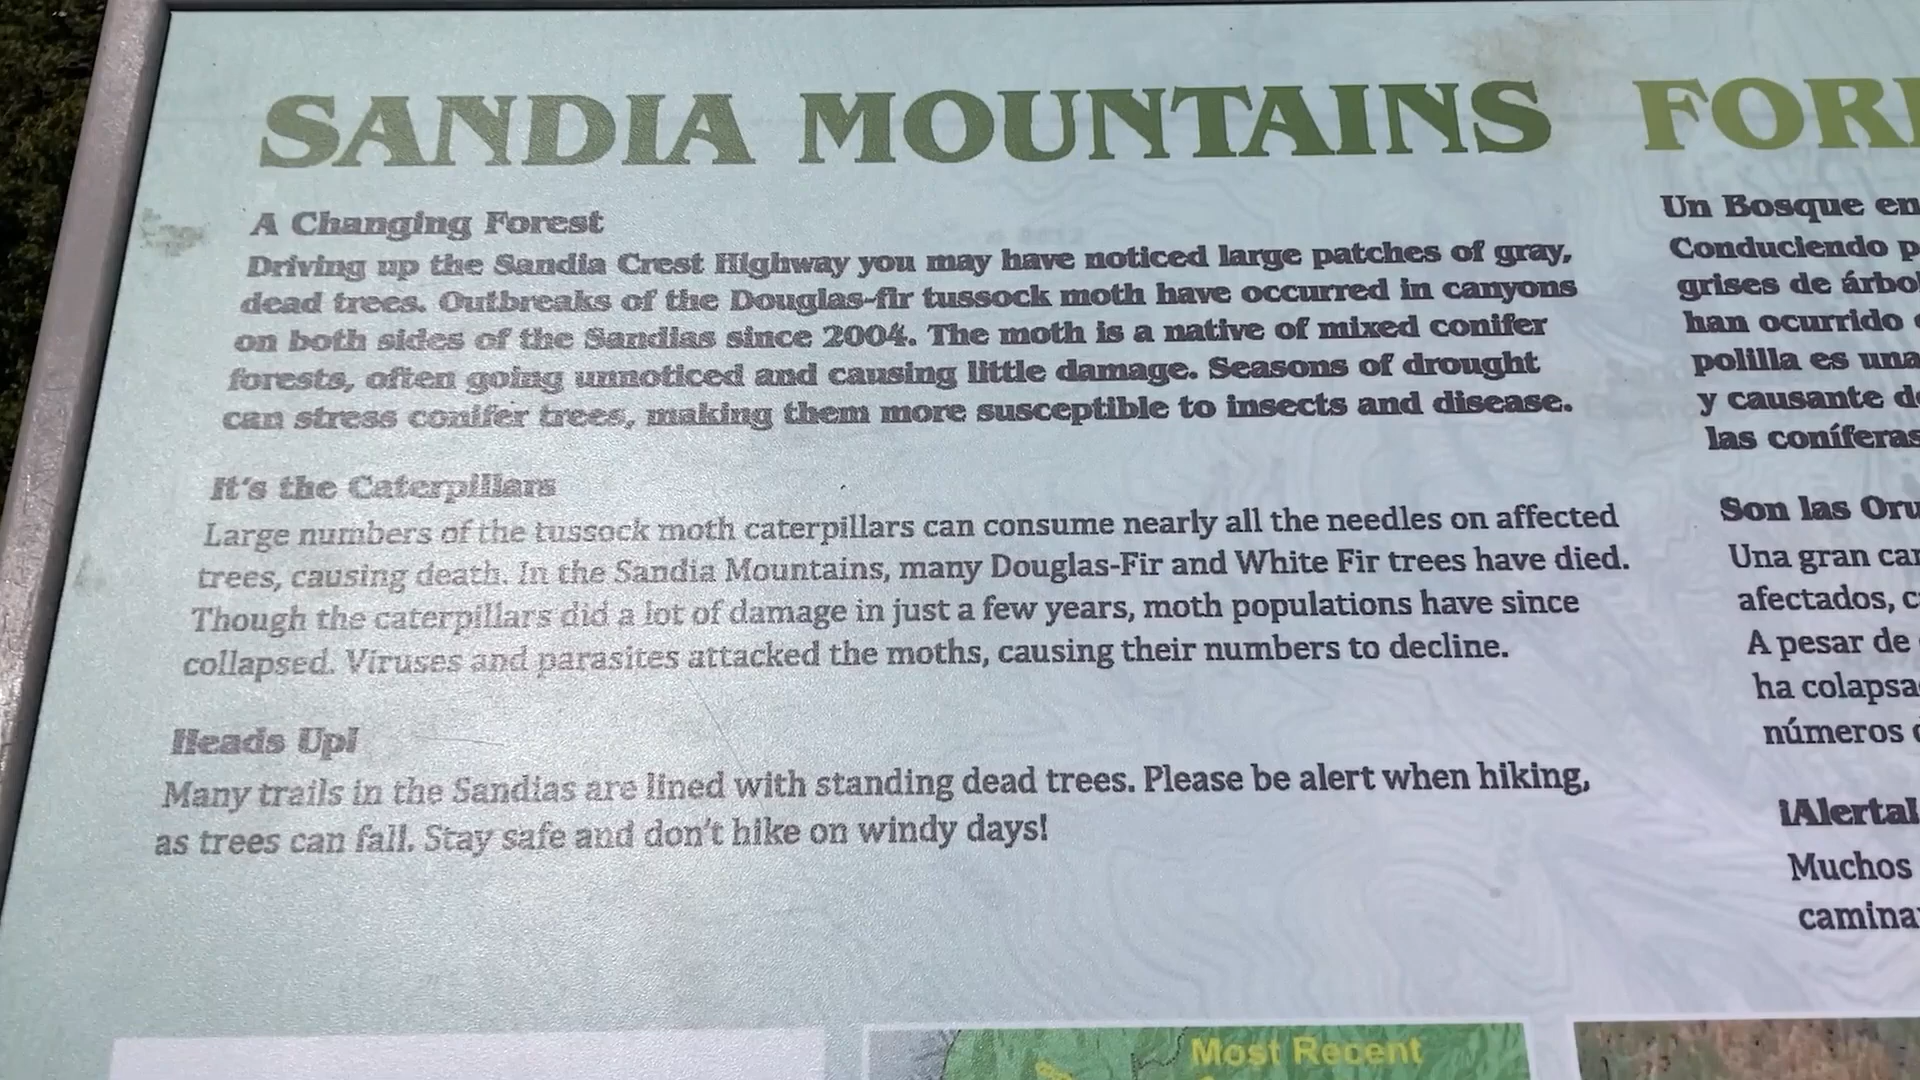 SANDIA MOUNTAINS
A Changing Forest
Driving up the Sandia Crest Highway you may have noticed large patches of gray,
dead trees. Outbreaks of the Douglas-fir tussock moth have occurred in canyons
on both sides of the Sandias since 2004. The moth is a native of mixed conifer
forests, often going unnoticed and causing little damage. Seasons of drought
can stress conifer trees, making them more susceptible to insects and disease.
It's the Caterpillars
Large numbers of the tussock moth caterpillars can consume nearly all the needles on affected
trees, causing death. In the Sandia Mountains, many Douglas-Fir and White Fir trees have died.
Though the caterpillars did a lot of damage in just a few years, moth populations have since
collapsed. Viruses and parasites attacked the moths, causing their numbers to decline.
Heads Up!
Many trails in the Sandias are lined with standing dead trees. Please be alert when hiking,
as trees can fall. Stay safe and don't hike on windy days!
Un Bosque en
Conduciendo
grises de
han ocurrido
polilla es una
y causante
las coníferas
Son las
Una gran
afectados,
A pesar de
ha
números
¡Alerta!
Muchos
Most Recent